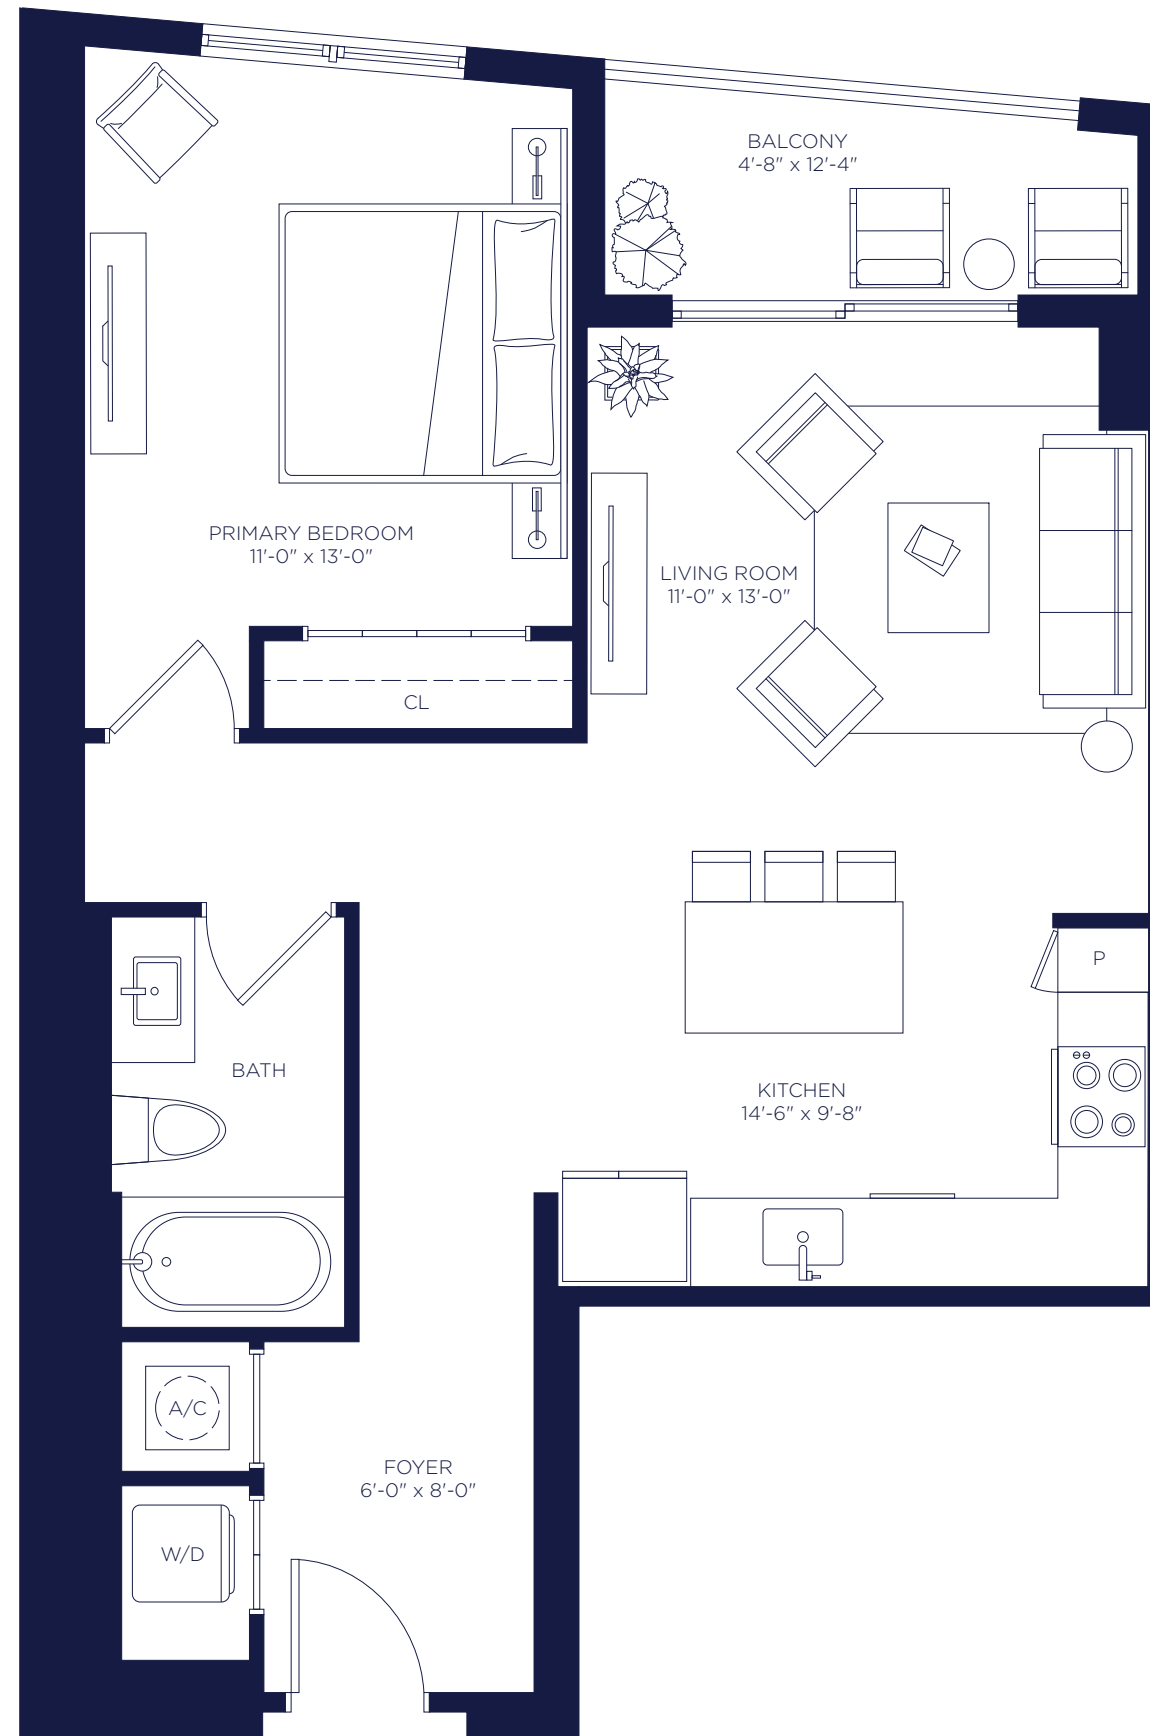 BALCONY
4'-8" x 12'-4"
PRIMARY BEDROOM
11'-0" x 13'-0"
LIVING ROOM
11'-0" x 13'-0"
CL
P
BATH
KITCHEN
14'-6" x 9'-8"
A/C
FOYER
6'-0" x 8'-0"
W/D